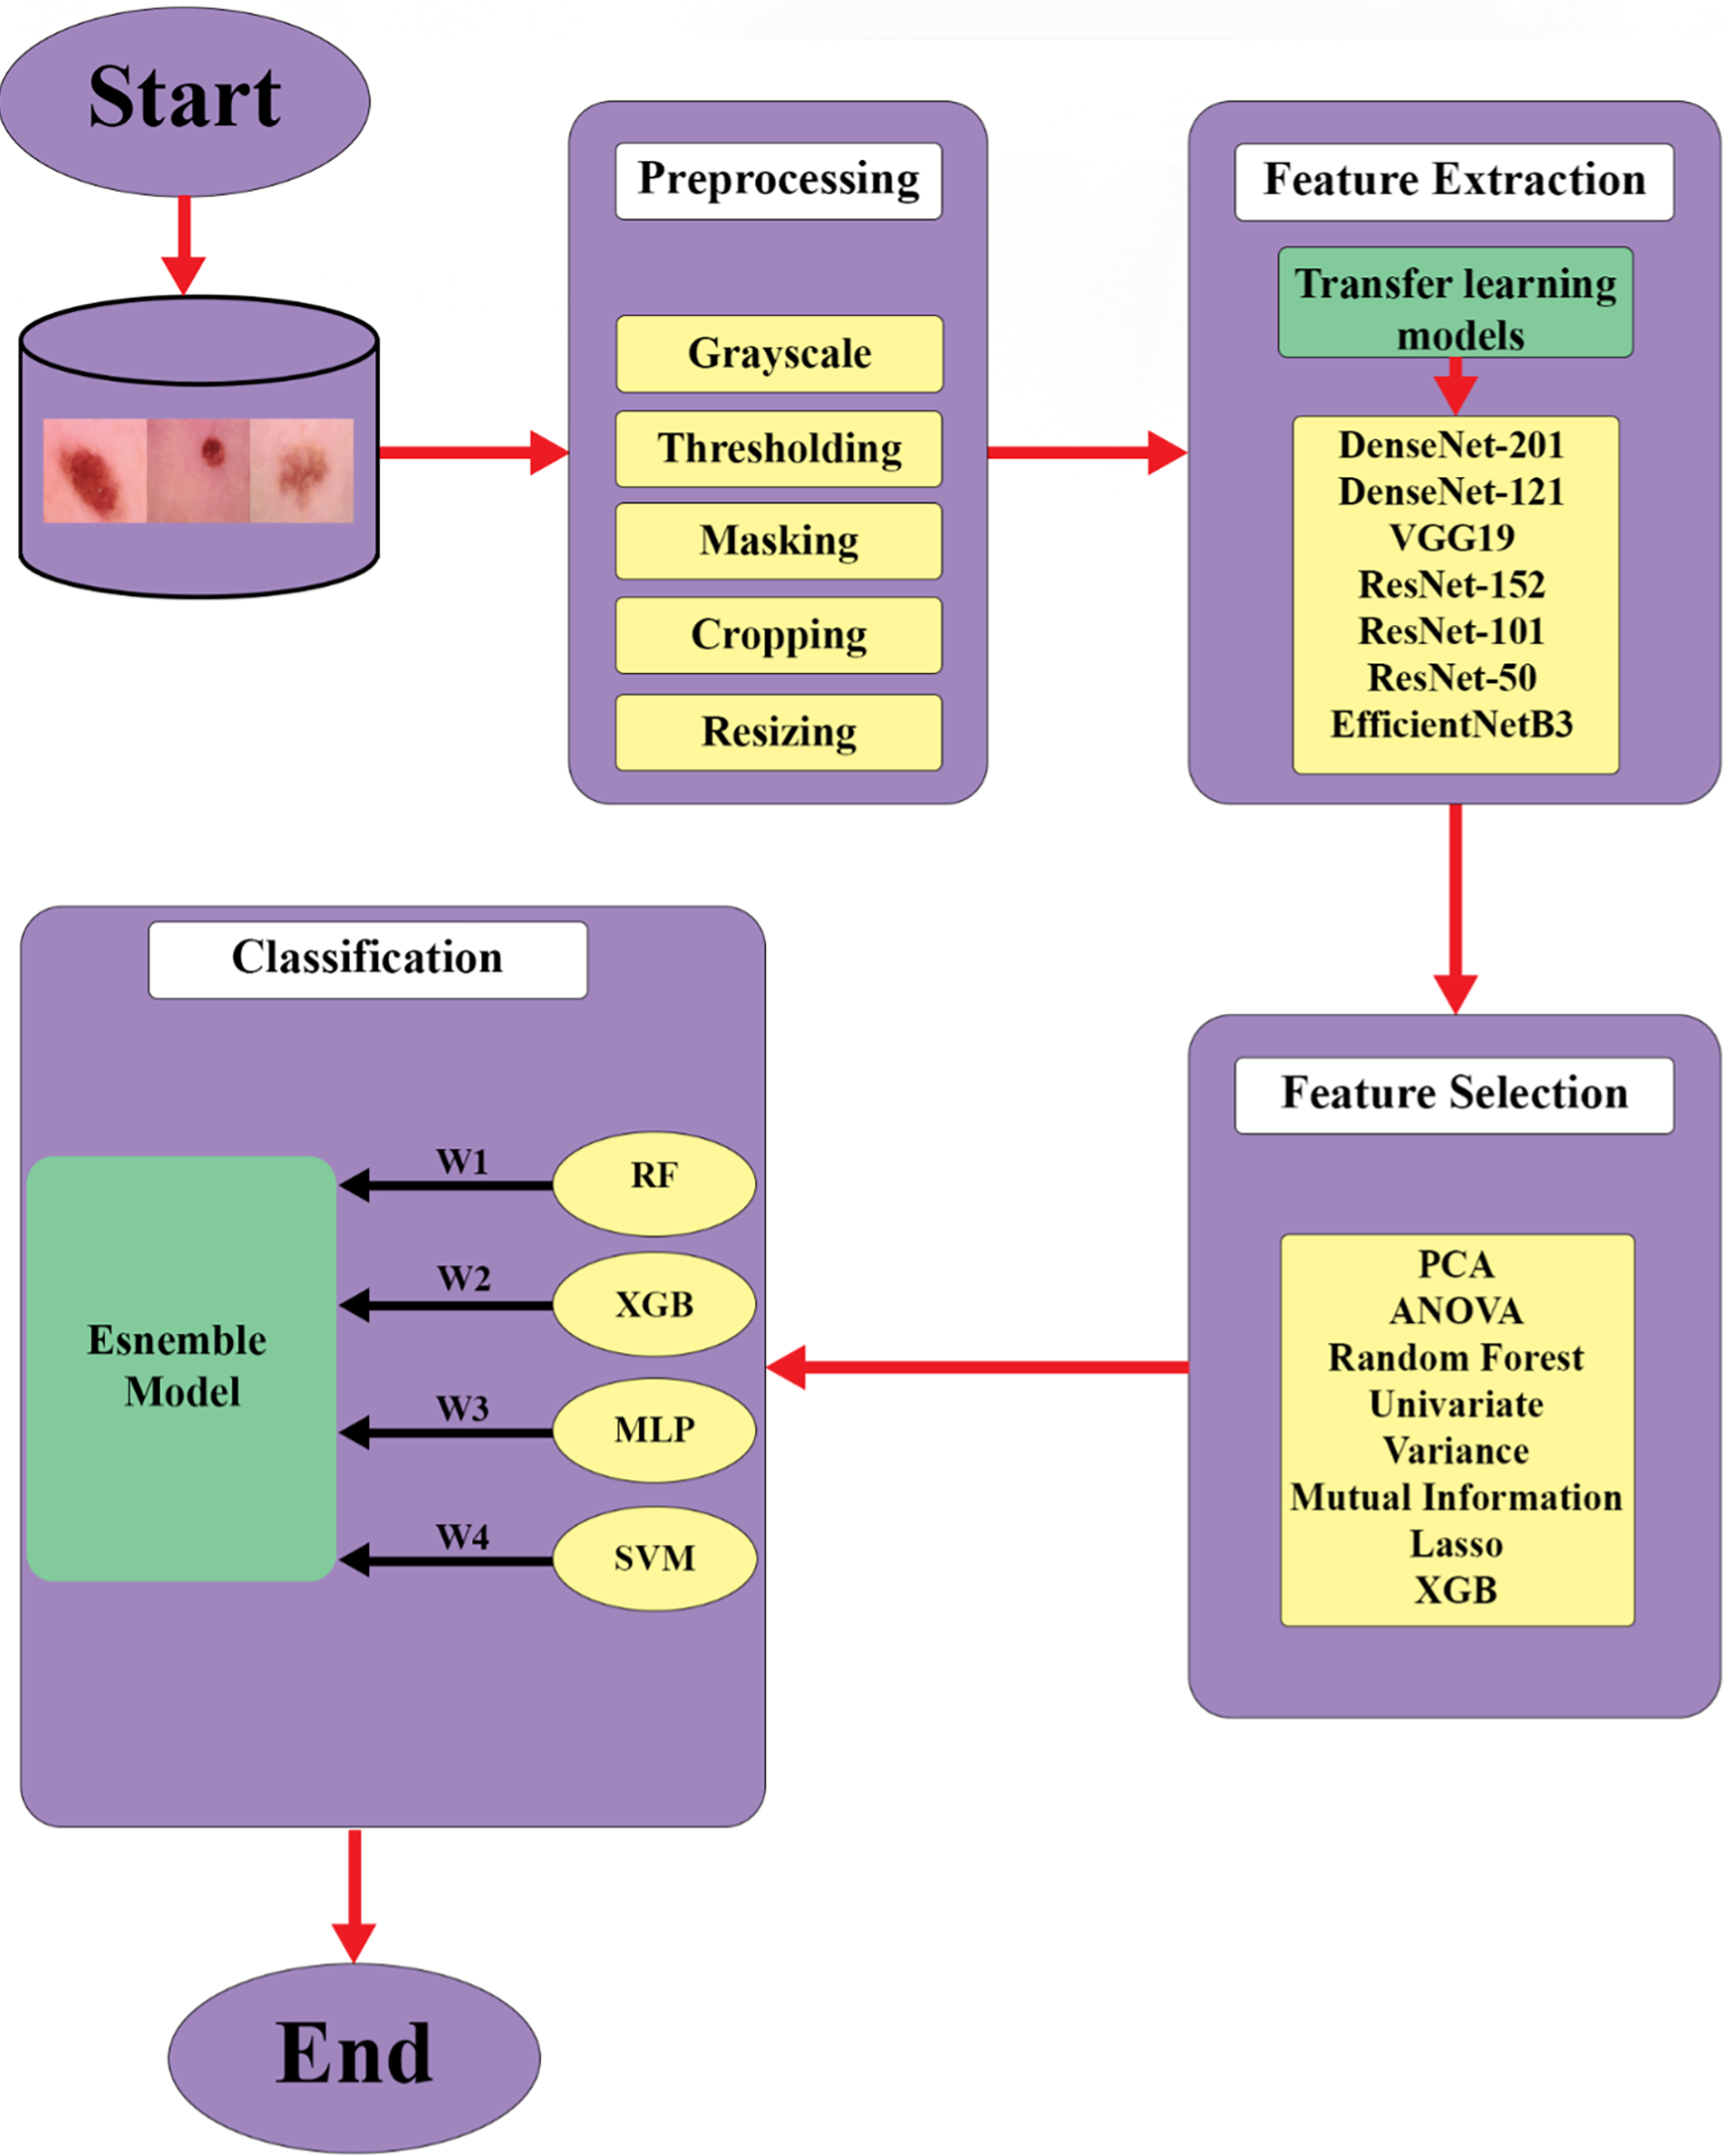 Start
Preprocessing
Grayscale
Thresholding
Masking
Cropping
Resizing
Feature Extraction
Transfer learning
models
DenseNet-201
DenseNet-121
VGG19
ResNet-152
ResNet-101
ResNet-50
EfficientNetB3
Feature Selection
PCA
ANOVA
Random Forest
Univariate
Variance
Mutual Information
Lasso
XGB
Classification
RF
W1
XGB
W2
MLP
W3
SVM
W4
Esnemble
Model
End